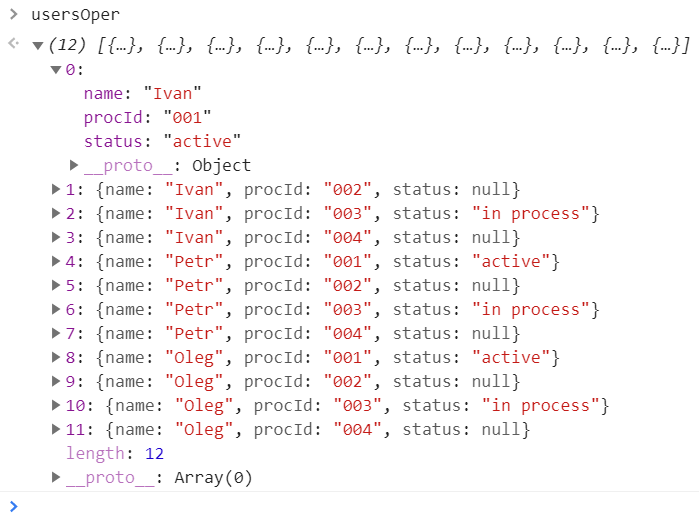 > usersOper
(12) [{…}, {…}, {…}, {…}, {…}, {…}, {…}, {…}, {…}, {…}, {…}, {…}]
0:
name: "Ivan"
procId: "001"
status: "active"
__proto__: Object
1: {name: "Ivan", procId: "002", status: null}
2: {name: "Ivan", procId: "003", status: "in process"}
3: {name: "Ivan", procId: "004", status: null}
4: {name: "Petr", procId: "001", status: "active"}
5: {name: "Petr", procId: "002", status: null}
6: {name: "Petr", procId: "003", status: "in process"}
7: {name: "Petr", procId: "004", status: null}
8: {name: "Oleg", procId: "001", status: "active"}
9: {name: "Oleg", procId: "002", status: null}
10: {name: "Oleg", procId: "003", status: "in process"}
11: {name: "Oleg", procId: "004", status: null}
length: 12
__proto__: Array(0)
>